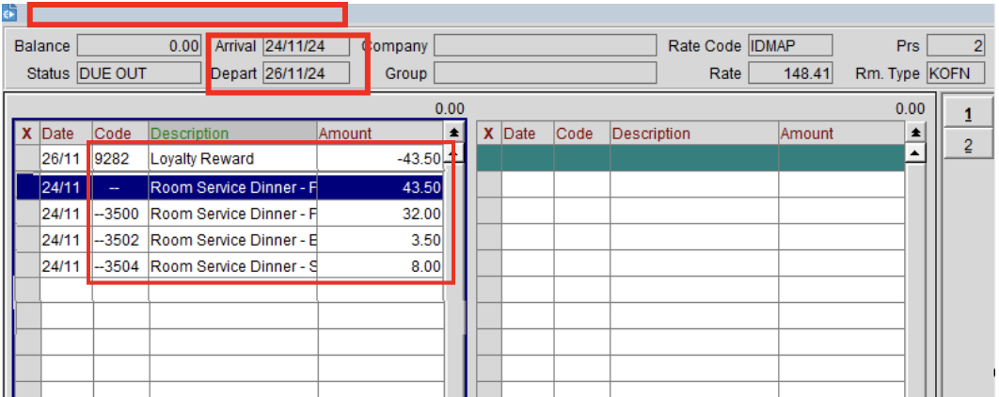 Balance 0.00 Arrival 24/11/24 Company Rate Code IDMAP Prs 2
Status DUE OUT Depart 26/11/24 Group Rate 148.41 Rm. Type KOFN
0.00 0.00
X Date Code Description Amount X Date Code Description Amount
26/11 9282 Loyalty Reward -43.50
24/11 -- Room Service Dinner - F 43.50
24/11 --3500 Room Service Dinner - F 32.00
24/11 --3502 Room Service Dinner - E 3.50
24/11 --3504 Room Service Dinner - S 8.00
1
2